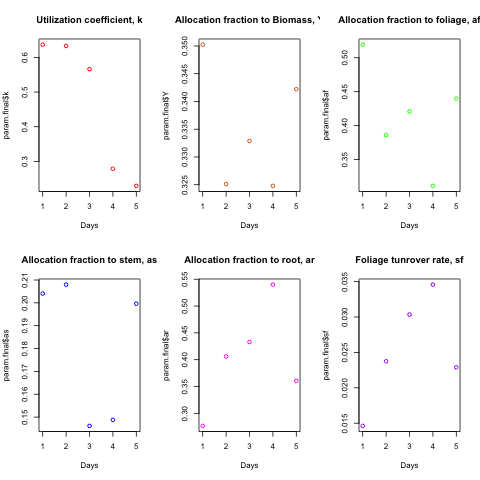 Utilization coefficient, k
param.final$k
0.3 0.4 0.5 0.6
1 2 3 4 5
Days
Allocation fraction to Biomass, Y
param.final$Y
0.325 0.330 0.335 0.340 0.345 0.350
1 2 3 4 5
Days
Allocation fraction to foliage, af
param.final$af
0.35 0.40 0.45 0.50
1 2 3 4 5
Days
Allocation fraction to stem, as
param.final$as
0.15 0.16 0.17 0.18 0.19 0.20 0.21
1 2 3 4 5
Days
Allocation fraction to root, ar
param.final$ar
0.30 0.35 0.40 0.45 0.50 0.55
1 2 3 4 5
Days
Foliage tunrover rate, sf
param.final$sf
0.015 0.020 0.025 0.030 0.035
1 2 3 4 5
Days